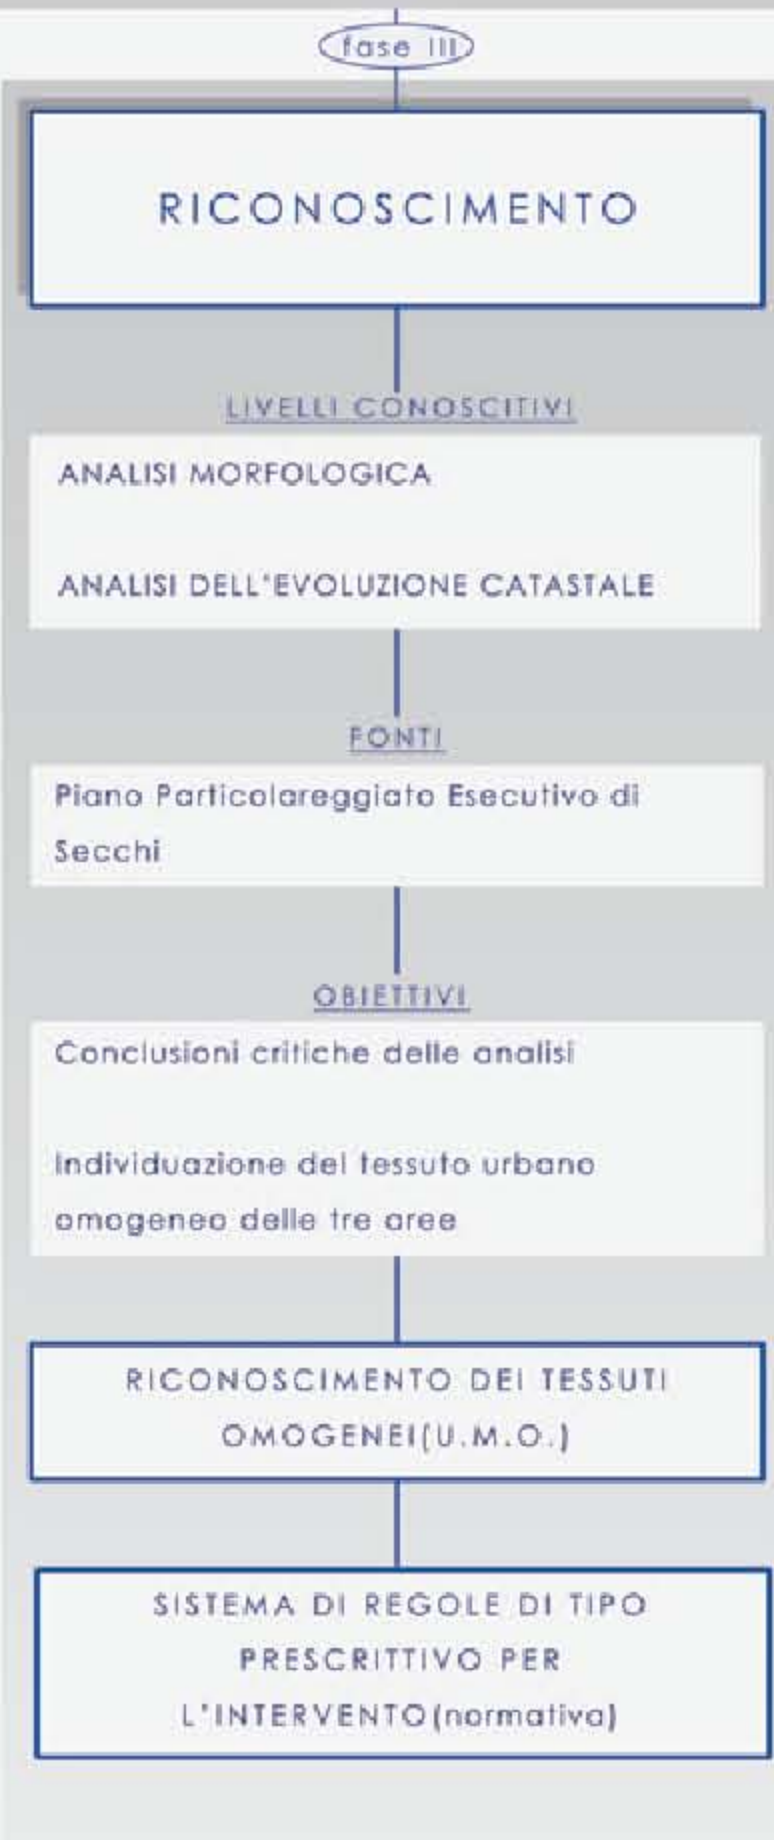 fase III
RICONOSCIMENTO
LIVELLI CONOSCITIVI
ANALISI MORFOLOGICA
ANALISI DELL'EVOLUZIONE CATASTALE
FONTI
Piano Particolareggiato Esecutivo di
Secchi
OBIETTIVI
Conclusioni critiche delle analisi
Individuazione del tessuto urbano
omogeneo delle tre aree
RICONOSCIMENTO DEI TESSUTI
OMOGENEI(U.M.O.)
SISTEMA DI REGOLE DI TIPO
PRESCRITTIVO PER
L'INTERVENTO(normativa)